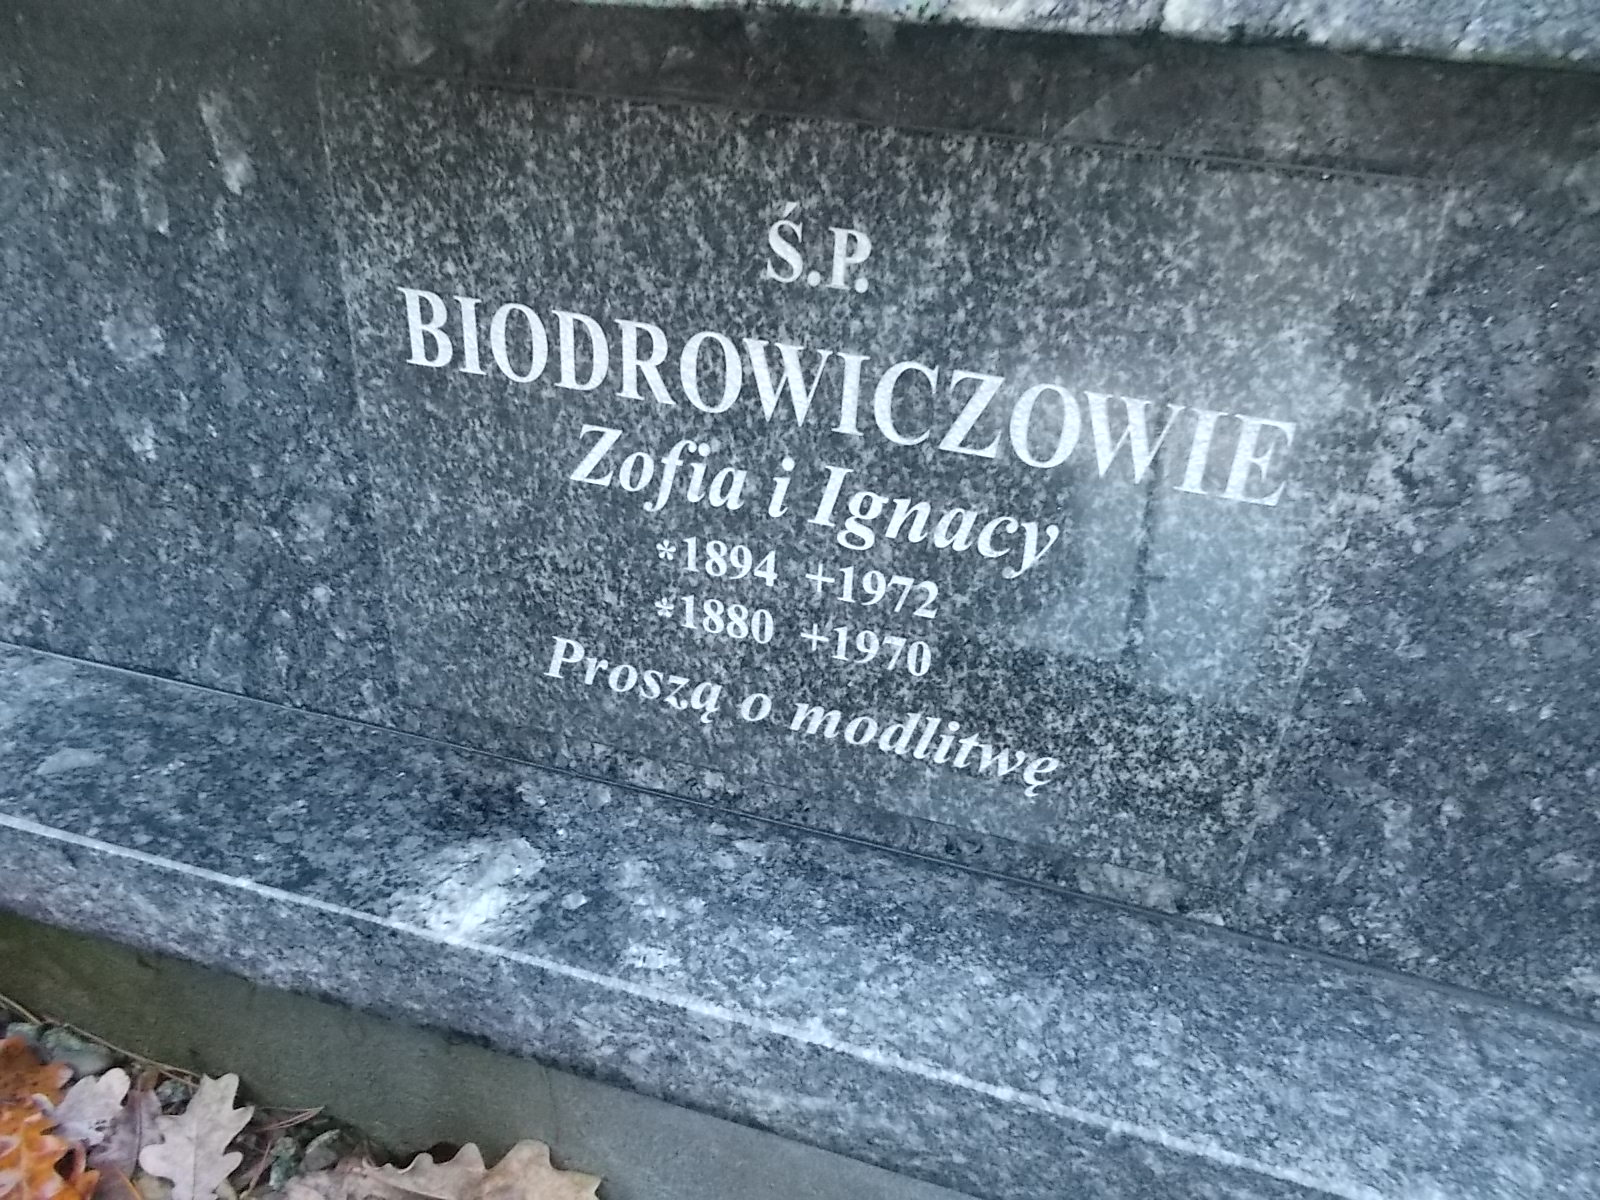 Ś.P.
BIODROWICZOWIE
Zofia i Ignacy
*1894 +1972
*1880 +1970
Proszą o modlitwę